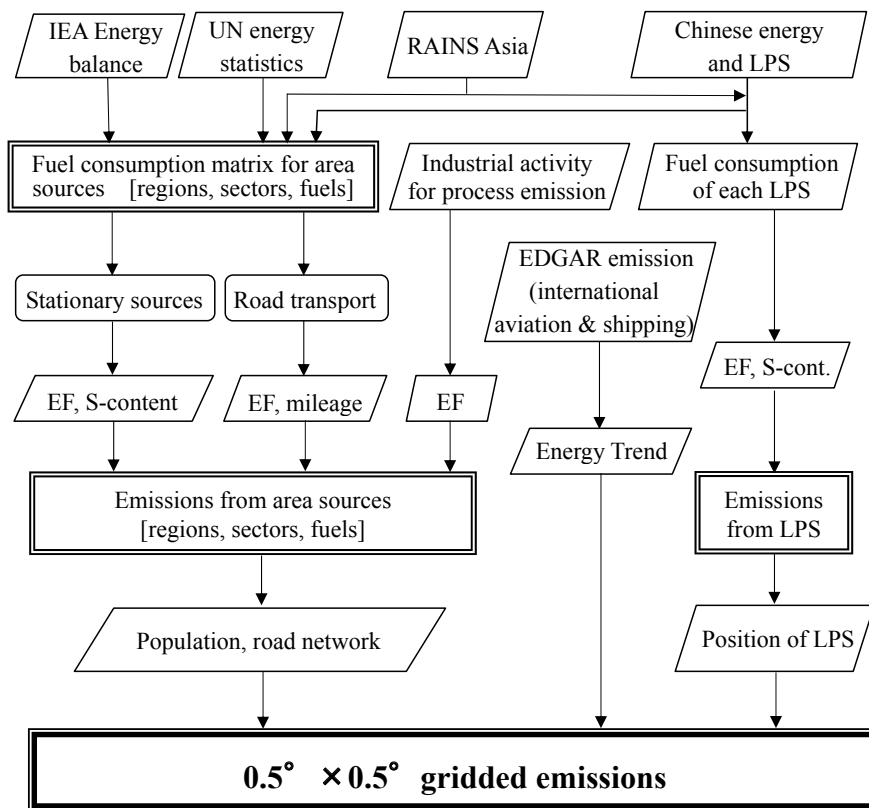 IEA Energy
balance
UN energy
statistics
RAINS Asia
Chinese energy
and LPS
Fuel consumption matrix for area
sources [regions, sectors, fuels]
Industrial activity
for process emission
Fuel consumption
of each LPS
EDGAR emission
(international
aviation & shipping)
Stationary sources
Road transport
EF, S-content
EF, mileage
EF
EF, S-cont.
Energy Trend
Emissions from area sources
[regions, sectors, fuels]
Emissions
from LPS
Population, road network
Position of LPS
0.5° ×0.5° gridded emissions